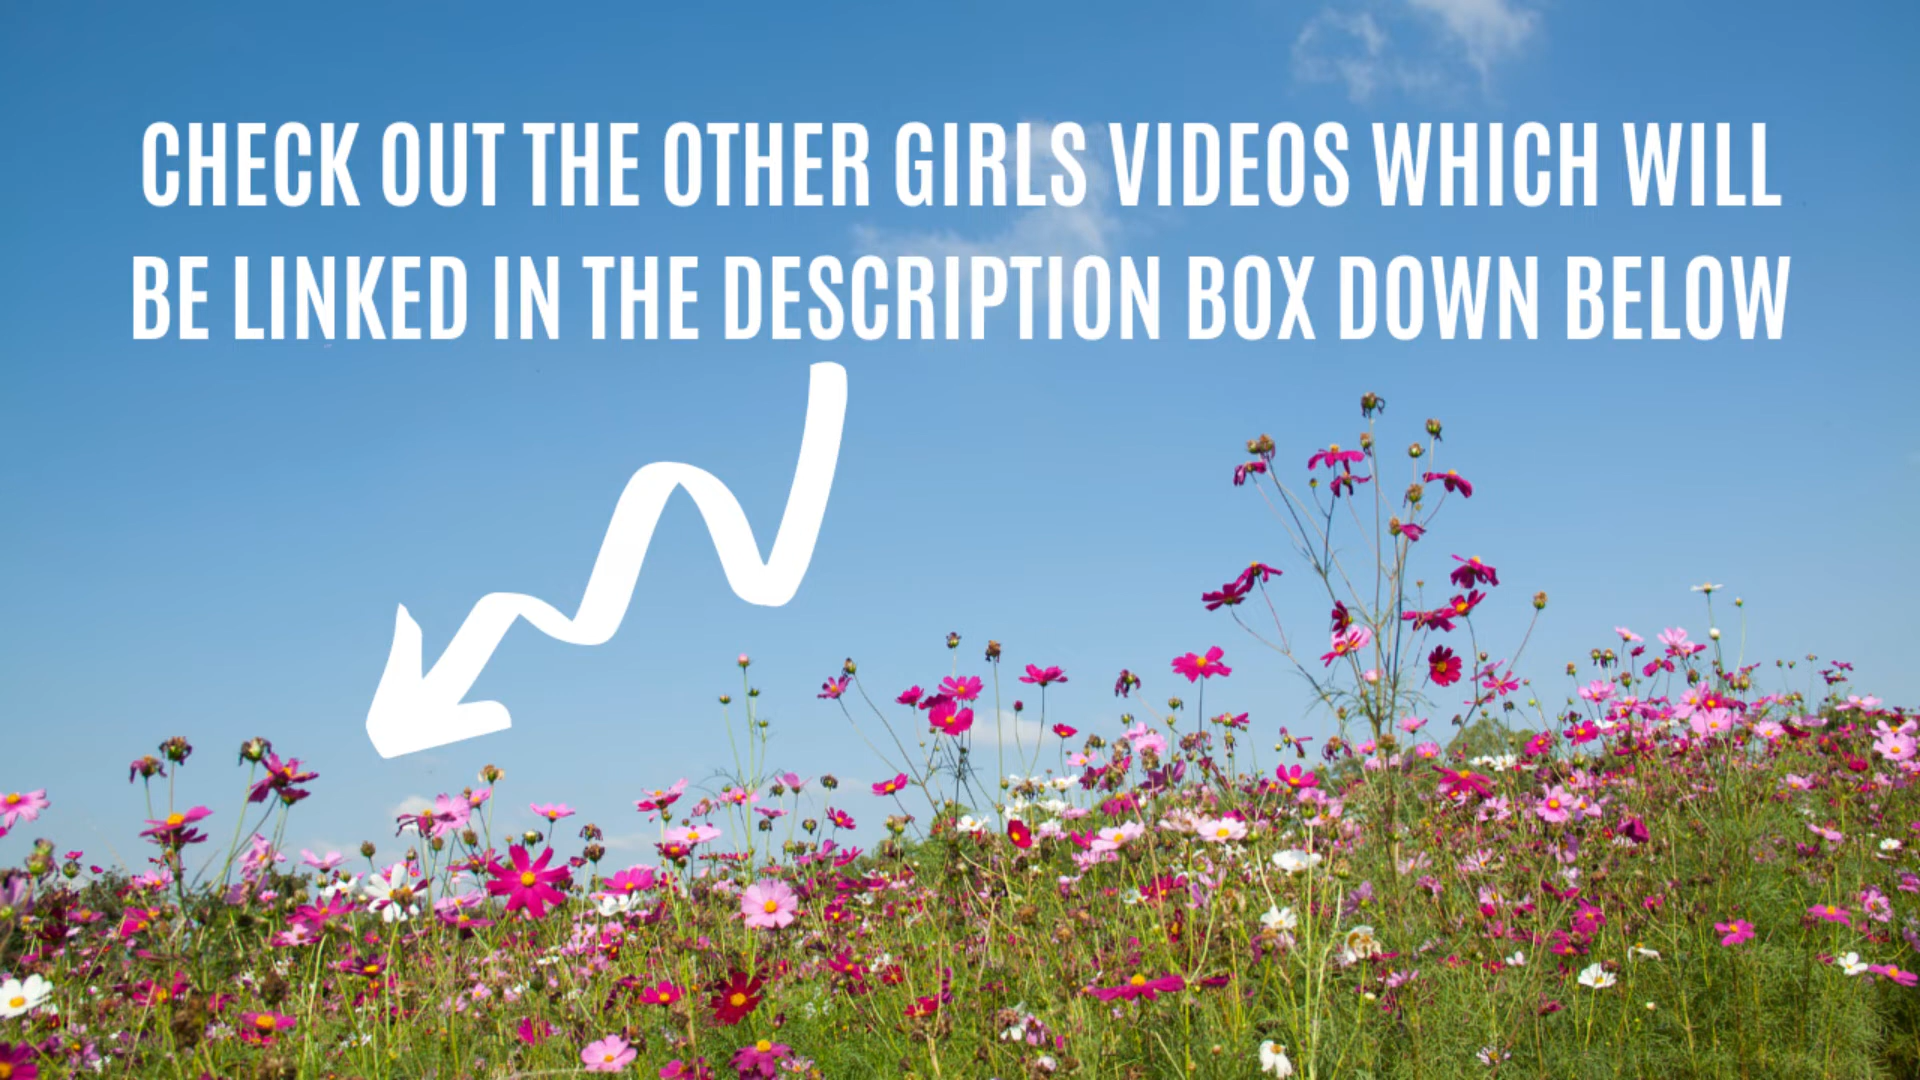 CHECK OUT THE OTHER GIRLS VIDEOS WHICH WILL
BE LINKED IN THE DESCRIPTION BOX DOWN BELOW